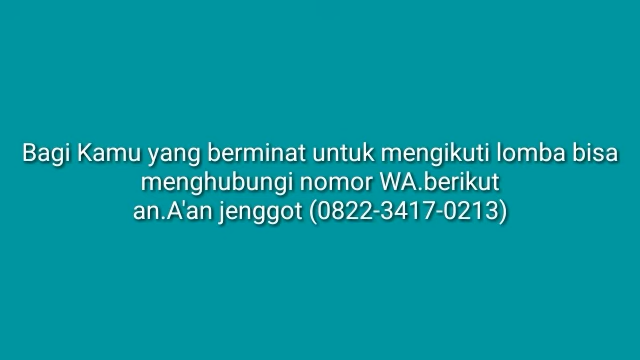 Bagi Kamu yang berminat untuk mengikuti lomba bisa
menghubungi nomor WA.berikut
an.A'an jenggot (0822-3417-0213)